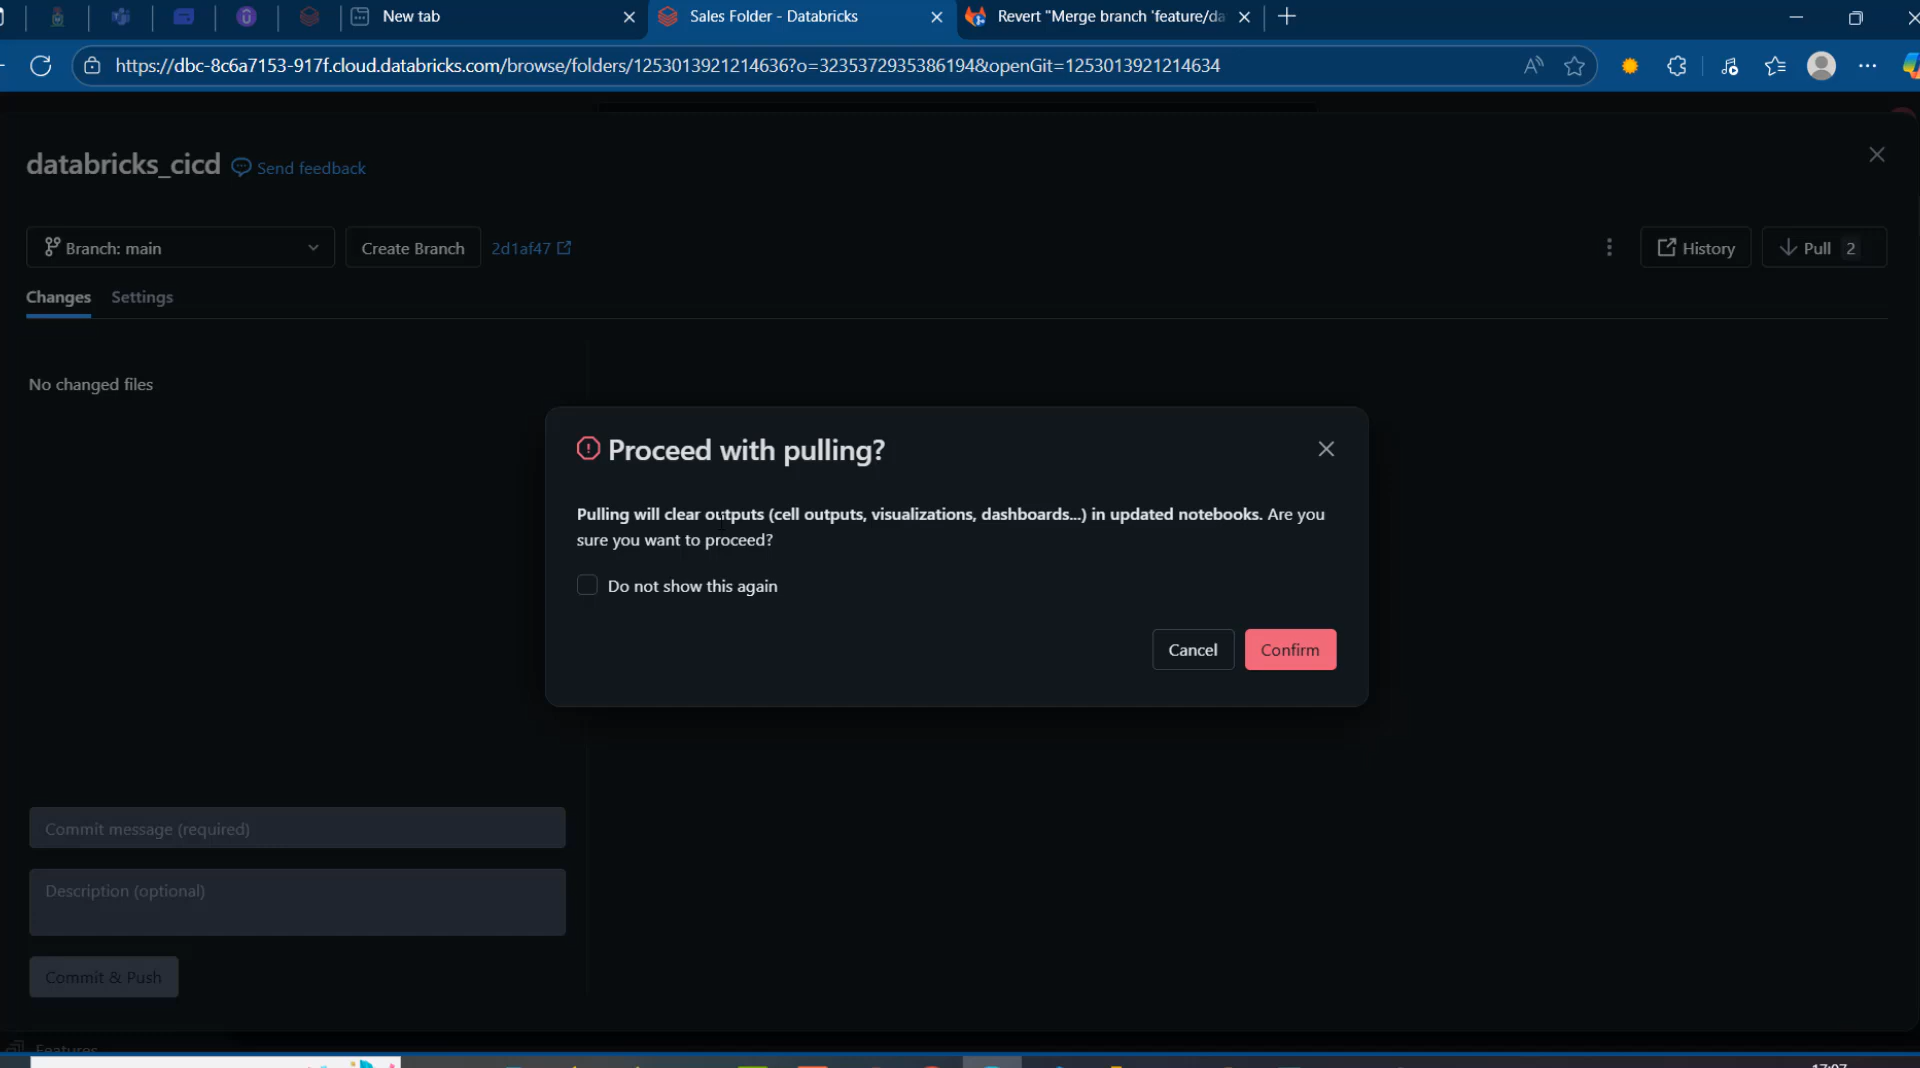 New tab
Sales Folder - Databricks
Revert "Merge branch 'feature/da
https://dbc-8c6a7153-917f.cloud.databricks.com/browse/folders/1253013921214636?o=3235372935386194&openGit=1253013921214634
databricks_cicd
Send feedback
Branch: main
Create Branch
2d1af47
History
Pull 2
Changes
Settings
No changed files
Proceed with pulling?
Pulling will clear outputs (cell outputs, visualizations, dashboards...) in updated notebooks. Are you
sure you want to proceed?
Do not show this again
Cancel
Confirm
Commit message (required)
Description (optional)
Commit & Push
Features
17:07